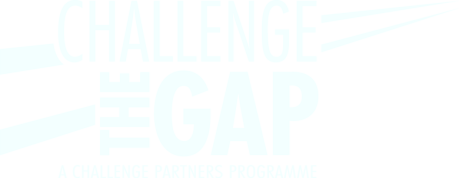 CHALLENGE
THE
GAP
A CHALLENGE PARTNERS PROGRAMME